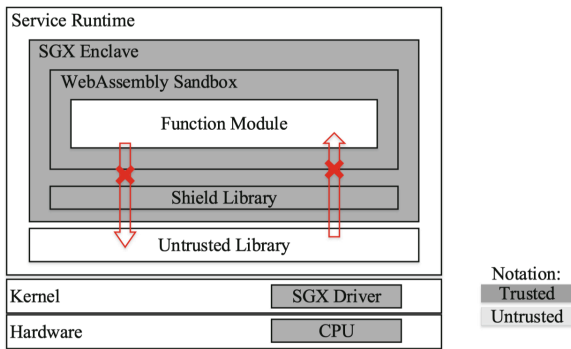 Service Runtime
SGX Enclave
WebAssembly Sandbox
Function Module
Shield Library
Untrusted Library
Kernel
SGX Driver
Hardware
CPU
Notation:
Trusted
Untrusted